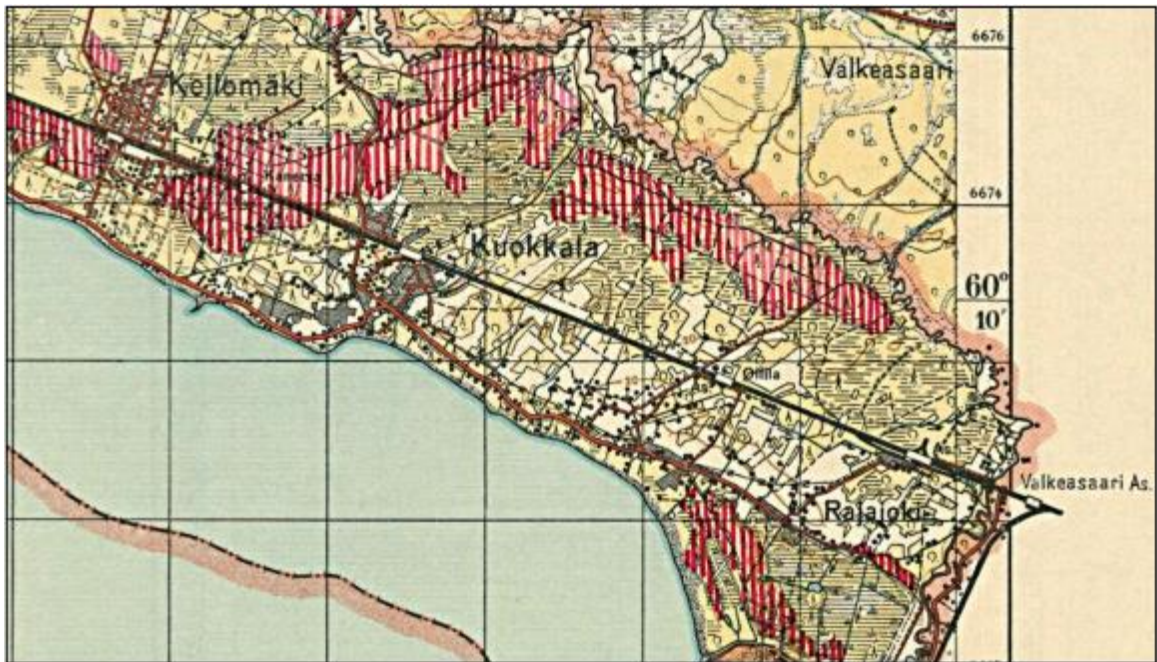 6676
Valkeasaari
Kellomäki
6674
Kuokkala
60°
10'
Ollila
Valkeasaari As.
Rajajoki